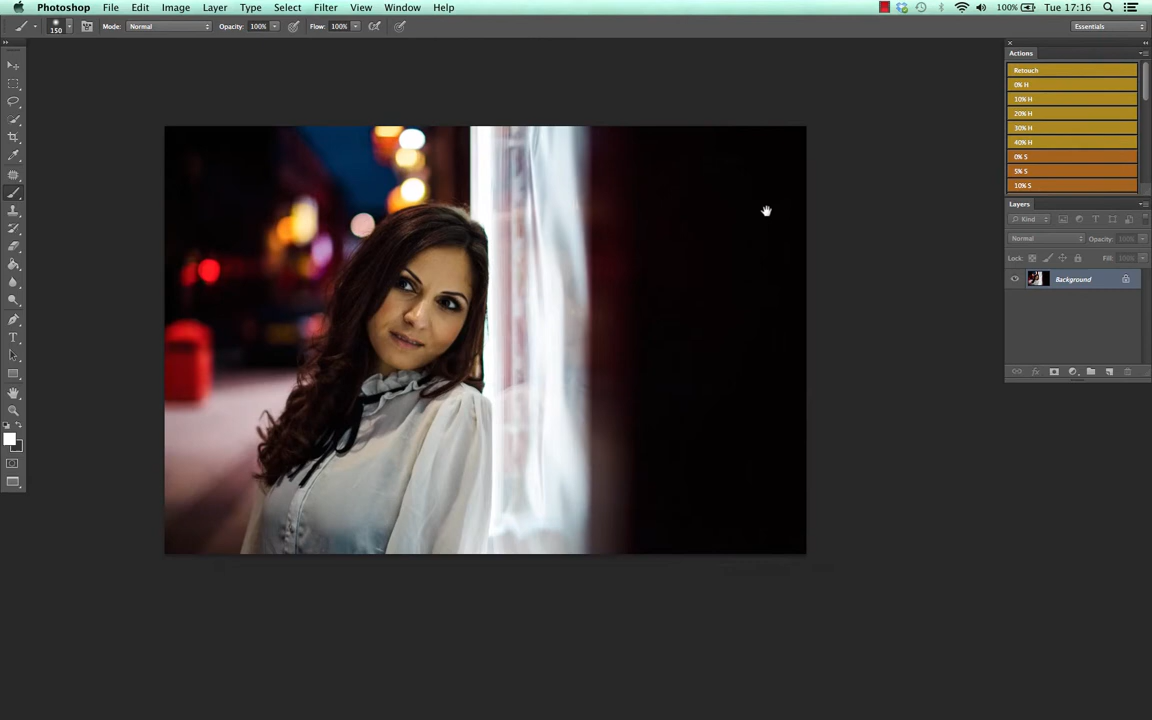 Photoshop File Edit Image Layer Type Select Filter View Window Help 100% Tue 17:16
150 Mode: Normal Opacity: 100% Flow: 100% Essentials
Actions
Retouch
0% H
10% H
20% H
30% H
40% H
0% S
5% S
10% S
Layers
Kind
Normal Opacity: 100%
Lock: Fill: 100%
Background